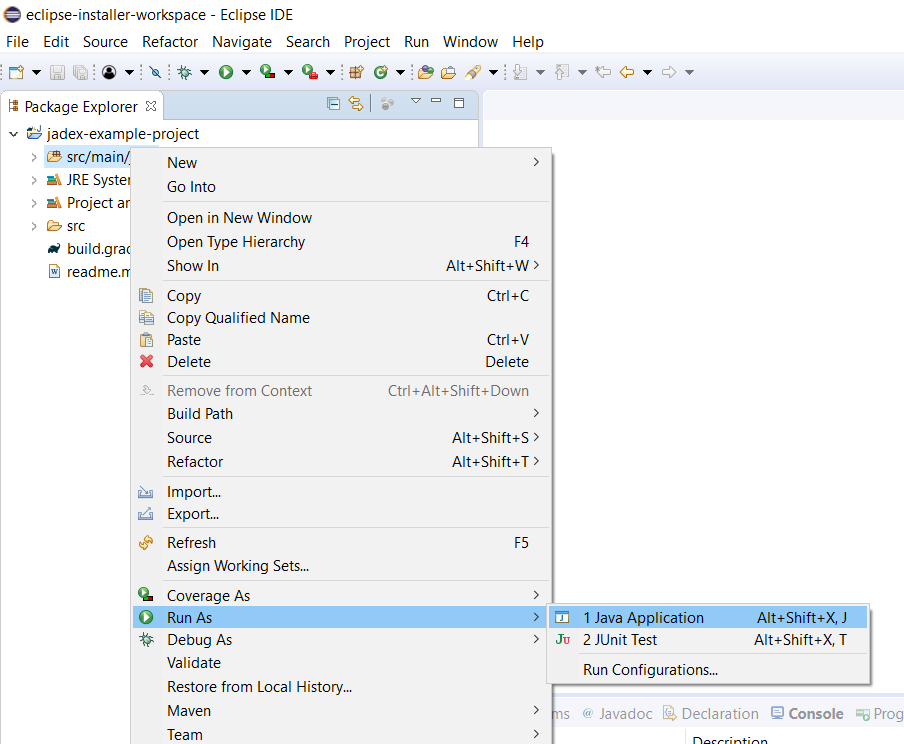 eclipse-installer-workspace - Eclipse IDE
File Edit Source Refactor Navigate Search Project Run Window Help
Package Explorer
jadex-example-project
src/main/
JRE Syster
Project an
src
build.grad
readme.m
New
Go Into
Open in New Window
Open Type Hierarchy F4
Show In Alt+Shift+W
Copy Ctrl+C
Copy Qualified Name
Paste Ctrl+V
Delete Delete
Remove from Context Ctrl+Alt+Shift+Down
Build Path
Source Alt+Shift+S
Refactor Alt+Shift+T
Import...
Export...
Refresh F5
Assign Working Sets...
Coverage As
Run As
Debug As
Validate
Restore from Local History...
Maven
Team
1 Java Application Alt+Shift+X, J
2 JUnit Test Alt+Shift+X, T
Run Configurations...
ms @ Javadoc Declaration Console Prog
Description